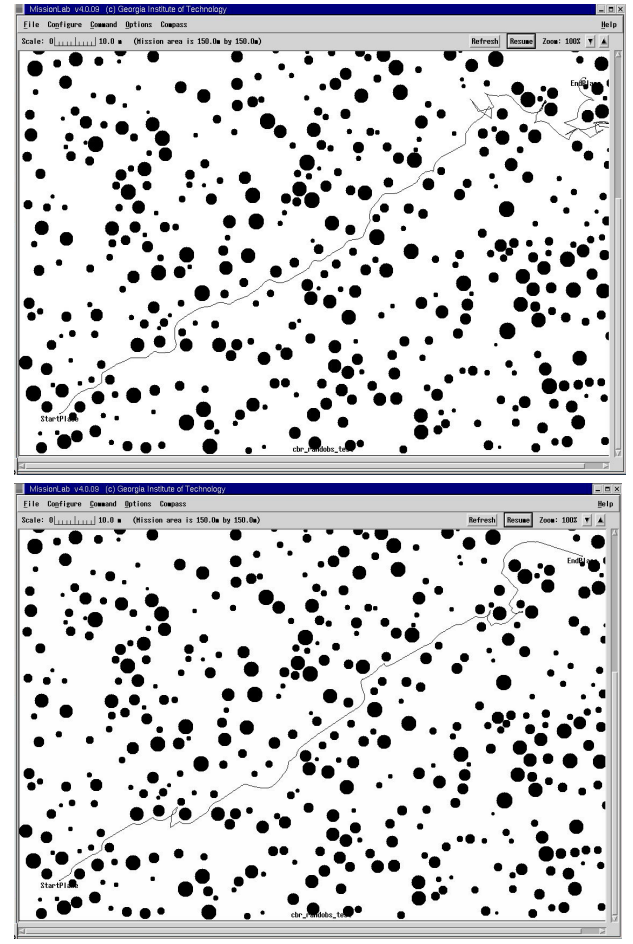 MissionLab v4.0.09 (c) Georgia Institute of Technology
File Configure Command Options Compass Help
Scale: 0 10.0 m (Mission area is 150.0m by 150.0m) Refresh Resume Zoom: 100%
EndPlace
StartPlace
cbr_randobs_test
MissionLab v4.0.09 (c) Georgia Institute of Technology
File Configure Command Options Compass Help
Scale: 0 10.0 m (Mission area is 150.0m by 150.0m) Refresh Resume Zoom: 100%
EndPlace
StartPlace
cbr_randobs_test